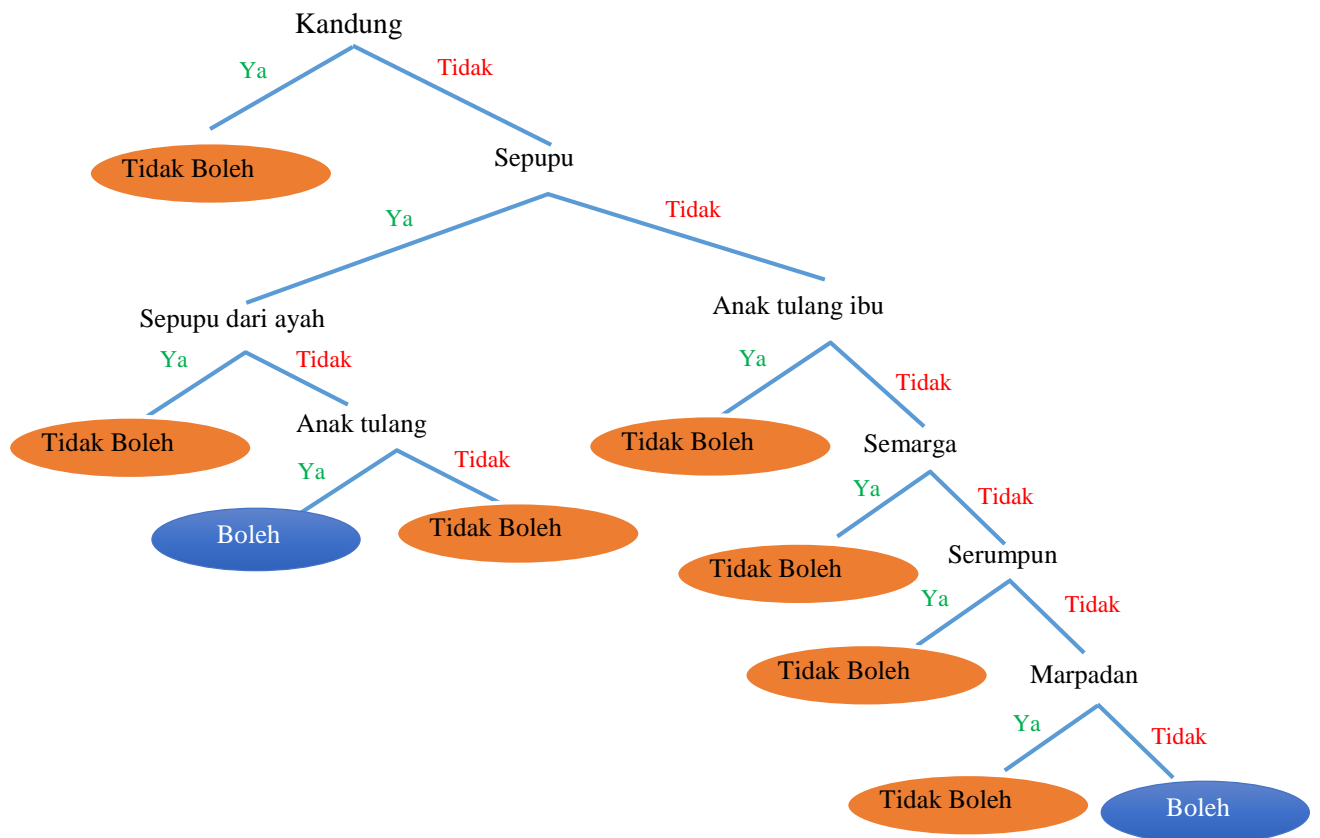 Kandung
Ya
Tidak
Tidak Boleh
Sepupu
Ya
Tidak
Sepupu dari ayah
Anak tulang ibu
Ya
Tidak
Ya
Tidak
Tidak Boleh
Anak tulang
Tidak Boleh
Semarga
Ya
Tidak
Ya
Tidak
Boleh
Tidak Boleh
Tidak Boleh
Serumpun
Ya
Tidak
Tidak Boleh
Marpadan
Ya
Tidak
Tidak Boleh
Boleh